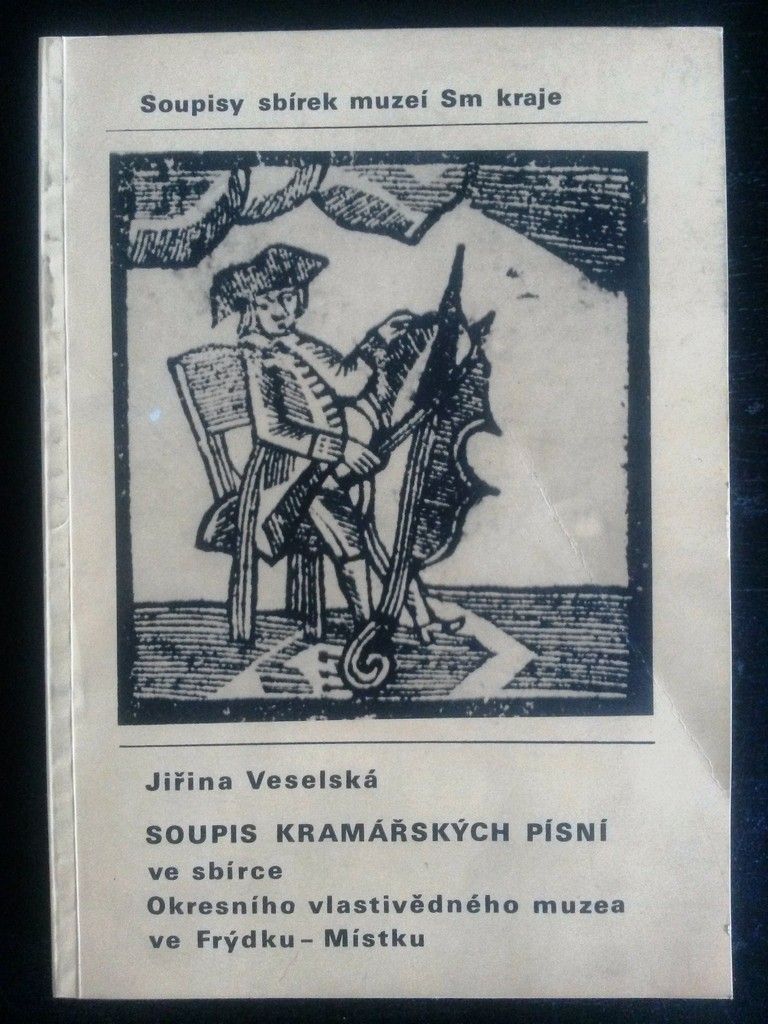 Soupisy sbírek muzeí Sm kraje
Jiřina Veselská
SOUPIS KRAMÁŘSKÝCH PÍSNÍ
ve sbírce
Okresního vlastivědného muzea
ve Frýdku – Místku